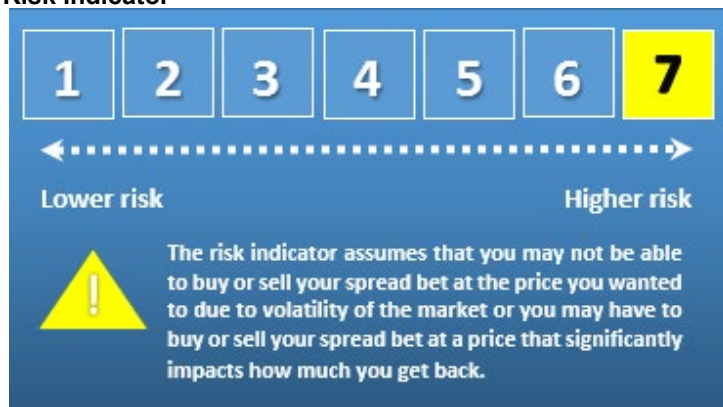 Risk indicator
1 2 3 4 5 6 7
Lower risk Higher risk
!
The risk indicator assumes that you may not be able
to buy or sell your spread bet at the price you wanted
to due to volatility of the market or you may have to
buy or sell your spread bet at a price that significantly
impacts how much you get back.